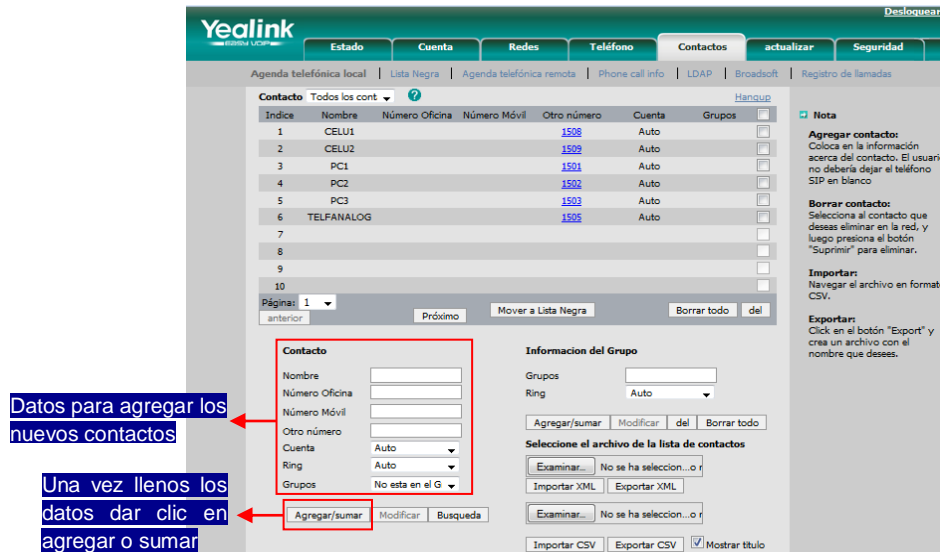 Desloquear
Yealink
EASY VOIP
Estado Cuenta Redes Teléfono Contactos actualizar Seguridad
Agenda telefónica local | Lista Negra | Agenda telefónica remota | Phone call info | LDAP | Broadsoft | Registro de llamadas
Contacto Todos los cont ?
Hangup
Indice Nombre Número Oficina Número Móvil Otro número Cuenta Grupos
1 CELU1 1508 Auto
2 CELU2 1509 Auto
3 PC1 1501 Auto
4 PC2 1502 Auto
5 PC3 1503 Auto
6 TELFANALOG 1505 Auto
7
8
9
10
Página: 1
anterior Próximo Mover a Lista Negra Borrar todo del
Nota
Agregar contacto:
Coloca en la información
acerca del contacto. El usuario
no debería dejar el teléfono
SIP en blanco
Borrar contacto:
Selecciona al contacto que
deseas eliminar en la red, y
luego presiona el botón
"Suprimir" para eliminar.
Importar:
Navegar el archivo en formato
CSV.
Exportar:
Click en el botón "Export" y
crea un archivo con el
nombre que desees.
Contacto
Nombre
Número Oficina
Número Móvil
Otro número
Cuenta Auto
Ring Auto
Grupos No esta en el G
Agregar/sumar Modificar Busqueda
Informacion del Grupo
Grupos
Ring Auto
Agregar/sumar Modificar del Borrar todo
Seleccione el archivo de la lista de contactos
Examinar... No se ha seleccion...o r
Importar XML Exportar XML
Examinar... No se ha seleccion...o r
Importar CSV Exportar CSV Mostrar titulo
Datos para agregar los
nuevos contactos
Una vez llenos los
datos dar clic en
agregar o sumar